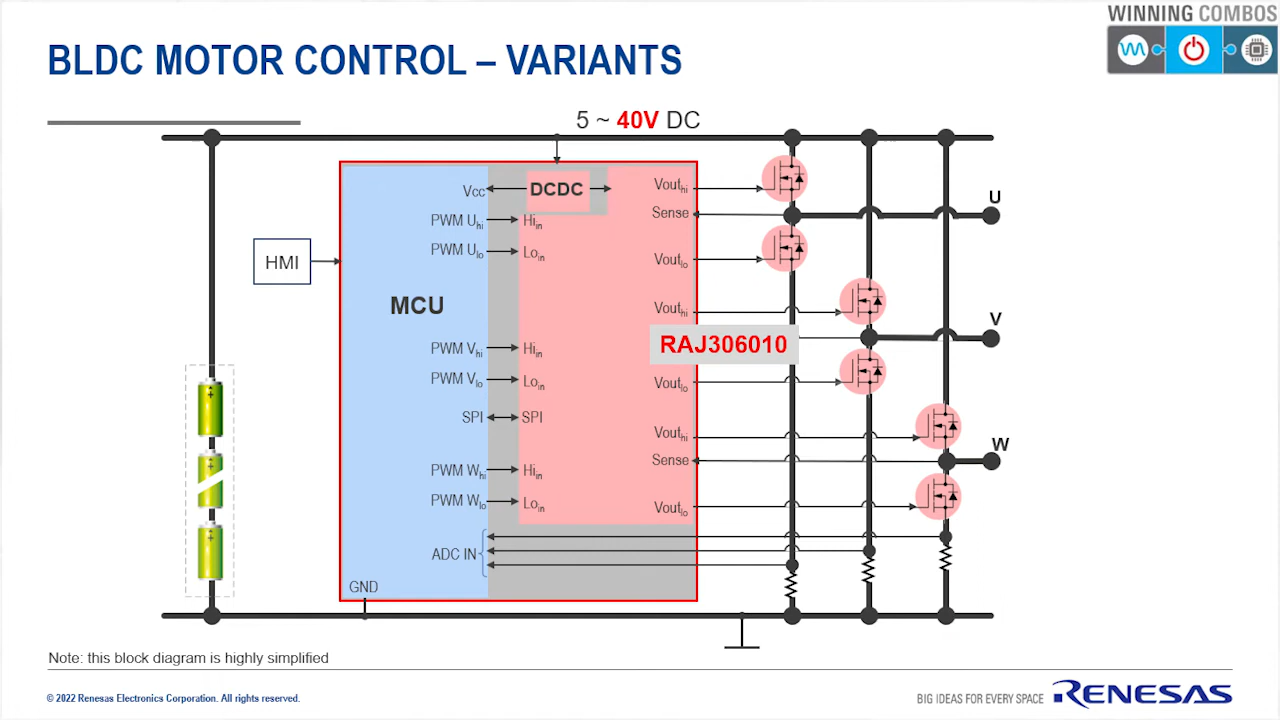 WINNING COMBOS
BLDC MOTOR CONTROL – VARIANTS
5 ~ 40V DC
DCDC
Vcc
Vouthi
Sense
U
PWM Uhi
Hiin
PWM Ulo
Loin
Voutlo
HMI
MCU
Vouthi
V
RAJ306010
PWM Vhi
Hiin
PWM Vlo
Loin
Voutlo
SPI
SPI
Vouthi
W
Sense
PWM Whi
Hiin
PWM Wlo
Loin
Voutlo
ADC IN
GND
Note: this block diagram is highly simplified
© 2022 Renesas Electronics Corporation. All rights reserved.
BIG IDEAS FOR EVERY SPACE
RENESAS